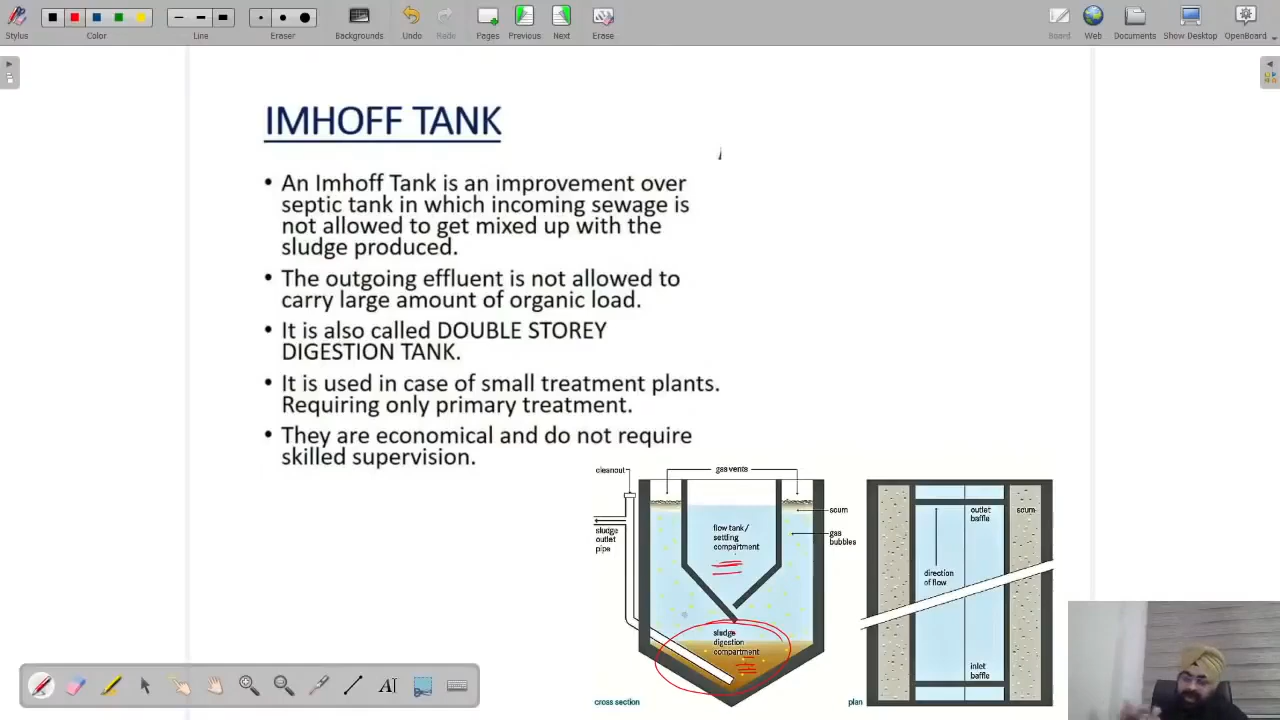 Stylus
Color
Line
Eraser
Backgrounds
Undo
Redo
Pages
Previous
Next
Erase
Board
Web
Documents
Show Desktop
OpenBoard
IMHOFF TANK
• An Imhoff Tank is an improvement over
septic tank in which incoming sewage is
not allowed to get mixed up with the
sludge produced.
• The outgoing effluent is not allowed to
carry large amount of organic load.
• It is also called DOUBLE STOREY
DIGESTION TANK.
• It is used in case of small treatment plants.
Requiring only primary treatment.
• They are economical and do not require
skilled supervision.
cleanout
gas vents
scum
gas
bubbles
flow tank/
settling
compartment
sludge
outlet
pipe
sludge
digestion
compartment
cross section
outlet
baffle
scum
direction
of flow
inlet
baffle
plan
AI